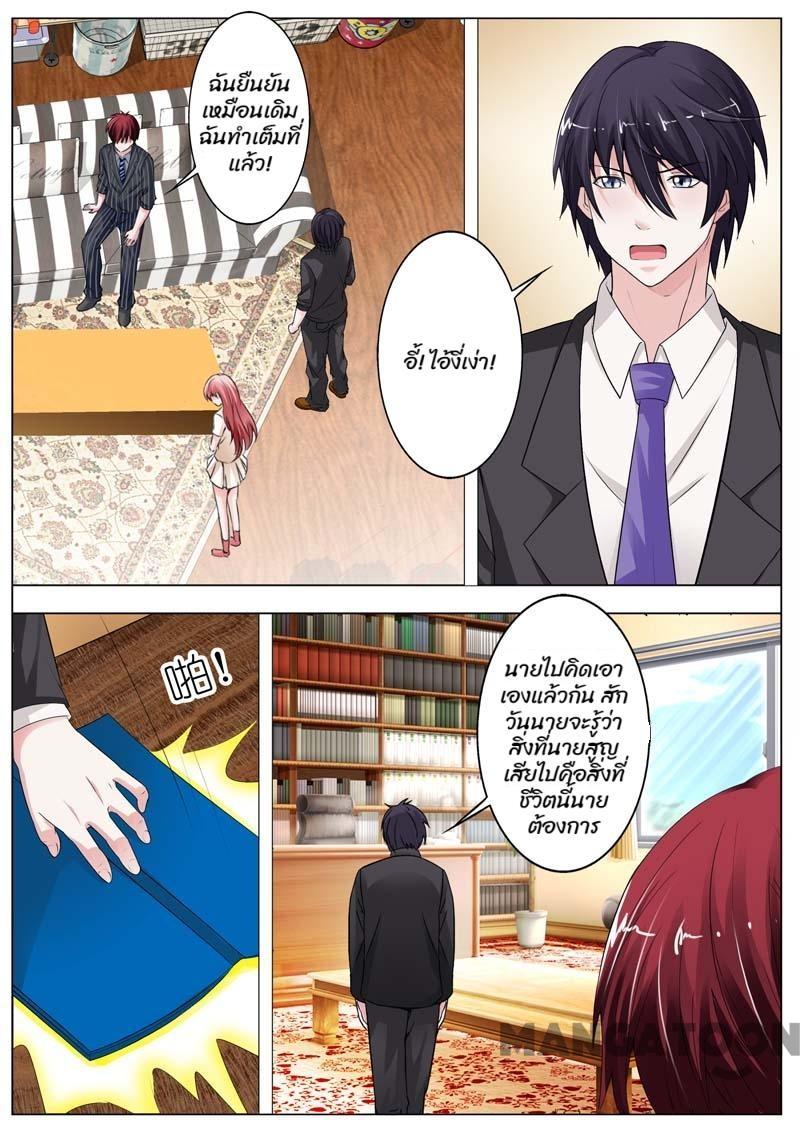 ฉันยืนยัน
เหมือนเดิม
ฉันทำเต็มที่
แล้ว!
อี้! ไอ้งี่เง่า!
啪!
นายไปคิดเอา
เองแล้วกัน สัก
วันนายจะรู้ว่า
สิ่งที่นายสูญ
เสียไปคือสิ่งที่
ชีวิตนี้นาย
ต้องการ
MANGATOON